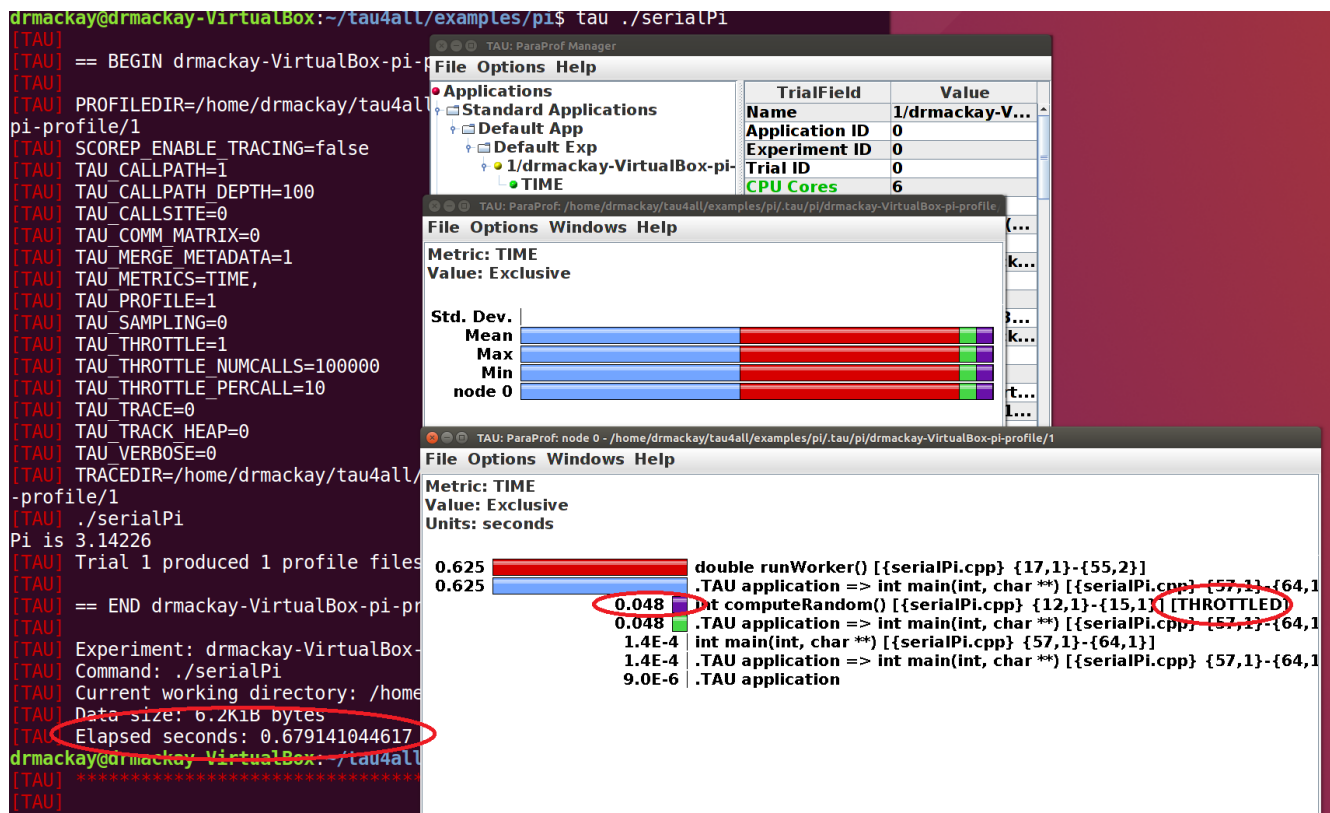 drmackay@drmackay-VirtualBox:~/tau4all/examples/pi$ tau ./serialPi
[TAU]
[TAU] == BEGIN drmackay-VirtualBox-pi-p
[TAU]
[TAU] PROFILEDIR=/home/drmackay/tau4al
pi-profile/1
[TAU] SCOREP_ENABLE_TRACING=false
[TAU] TAU_CALLPATH=1
[TAU] TAU_CALLPATH_DEPTH=100
[TAU] TAU_CALLSITE=0
[TAU] TAU_COMM_MATRIX=0
[TAU] TAU_MERGE_METADATA=1
[TAU] TAU_METRICS=TIME,
[TAU] TAU_PROFILE=1
[TAU] TAU_SAMPLING=0
[TAU] TAU_THROTTLE=1
[TAU] TAU_THROTTLE_NUMCALLS=100000
[TAU] TAU_THROTTLE_PERCALL=10
[TAU] TAU_TRACE=0
[TAU] TAU_TRACK_HEAP=0
[TAU] TAU_VERBOSE=0
[TAU] TRACEDIR=/home/drmackay/tau4all/
-profile/1
[TAU] ./serialPi
Pi is 3.14226
[TAU] Trial 1 produced 1 profile files
[TAU]
[TAU] == END drmackay-VirtualBox-pi-pr
[TAU]
[TAU] Experiment: drmackay-VirtualBox-
[TAU] Command: ./serialPi
[TAU] Current working directory: /home
[TAU] Data size: 6.2KiB bytes
[TAU] Elapsed seconds: 0.679141044617
drmackay@drmackay-VirtualBox:~/tau4all
[TAU] ********************************
[TAU]
TAU: ParaProf Manager
File Options Help
Applications
Standard Applications
Default App
Default Exp
1/drmackay-VirtualBox-pi-
TIME
TrialField Value
Name 1/drmackay-V...
Application ID 0
Experiment ID 0
Trial ID 0
CPU Cores 6
(...
k...
3...
k...
rt...
1...
TAU: ParaProf: /home/drmackay/tau4all/examples/pi/.tau/pi/drmackay-VirtualBox-pi-profile
File Options Windows Help
Metric: TIME
Value: Exclusive
Std. Dev.
Mean
Max
Min
node 0
TAU: ParaProf: node 0 - /home/drmackay/tau4all/examples/pi/.tau/pi/drmackay-VirtualBox-pi-profile/1
File Options Windows Help
Metric: TIME
Value: Exclusive
Units: seconds
0.625 double runWorker() [{serialPi.cpp} {17,1}-{55,2}]
0.625 .TAU application => int main(int, char **) [{serialPi.cpp} {57,1}-{64,1
0.048 int computeRandom() [{serialPi.cpp} {12,1}-{15,1}] [THROTTLED]
0.048 .TAU application => int main(int, char **) [{serialPi.cpp} {57,1}-{64,1
1.4E-4 int main(int, char **) [{serialPi.cpp} {57,1}-{64,1}]
1.4E-4 .TAU application => int main(int, char **) [{serialPi.cpp} {57,1}-{64,1
9.0E-6 .TAU application